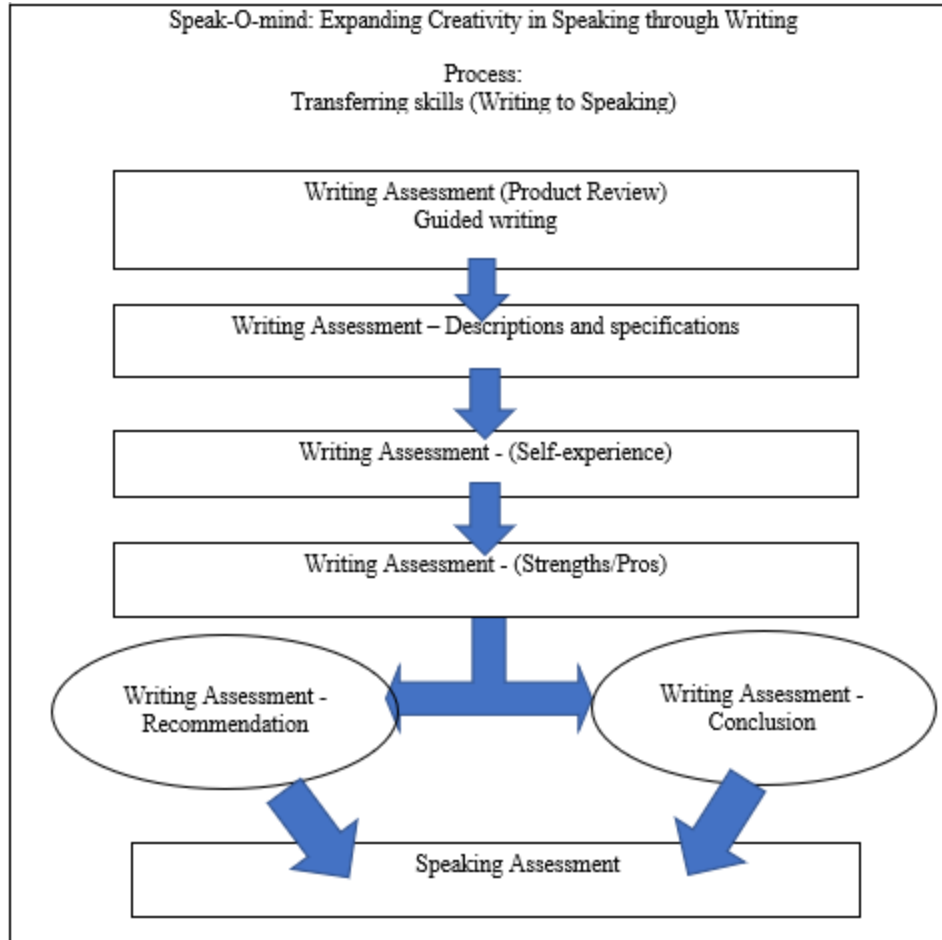 Speak-O-mind: Expanding Creativity in Speaking through Writing
Process:
Transferring skills (Writing to Speaking)
Writing Assessment (Product Review)
Guided writing
Writing Assessment – Descriptions and specifications
Writing Assessment - (Self-experience)
Writing Assessment - (Strengths/Pros)
Writing Assessment -
Recommendation
Writing Assessment -
Conclusion
Speaking Assessment